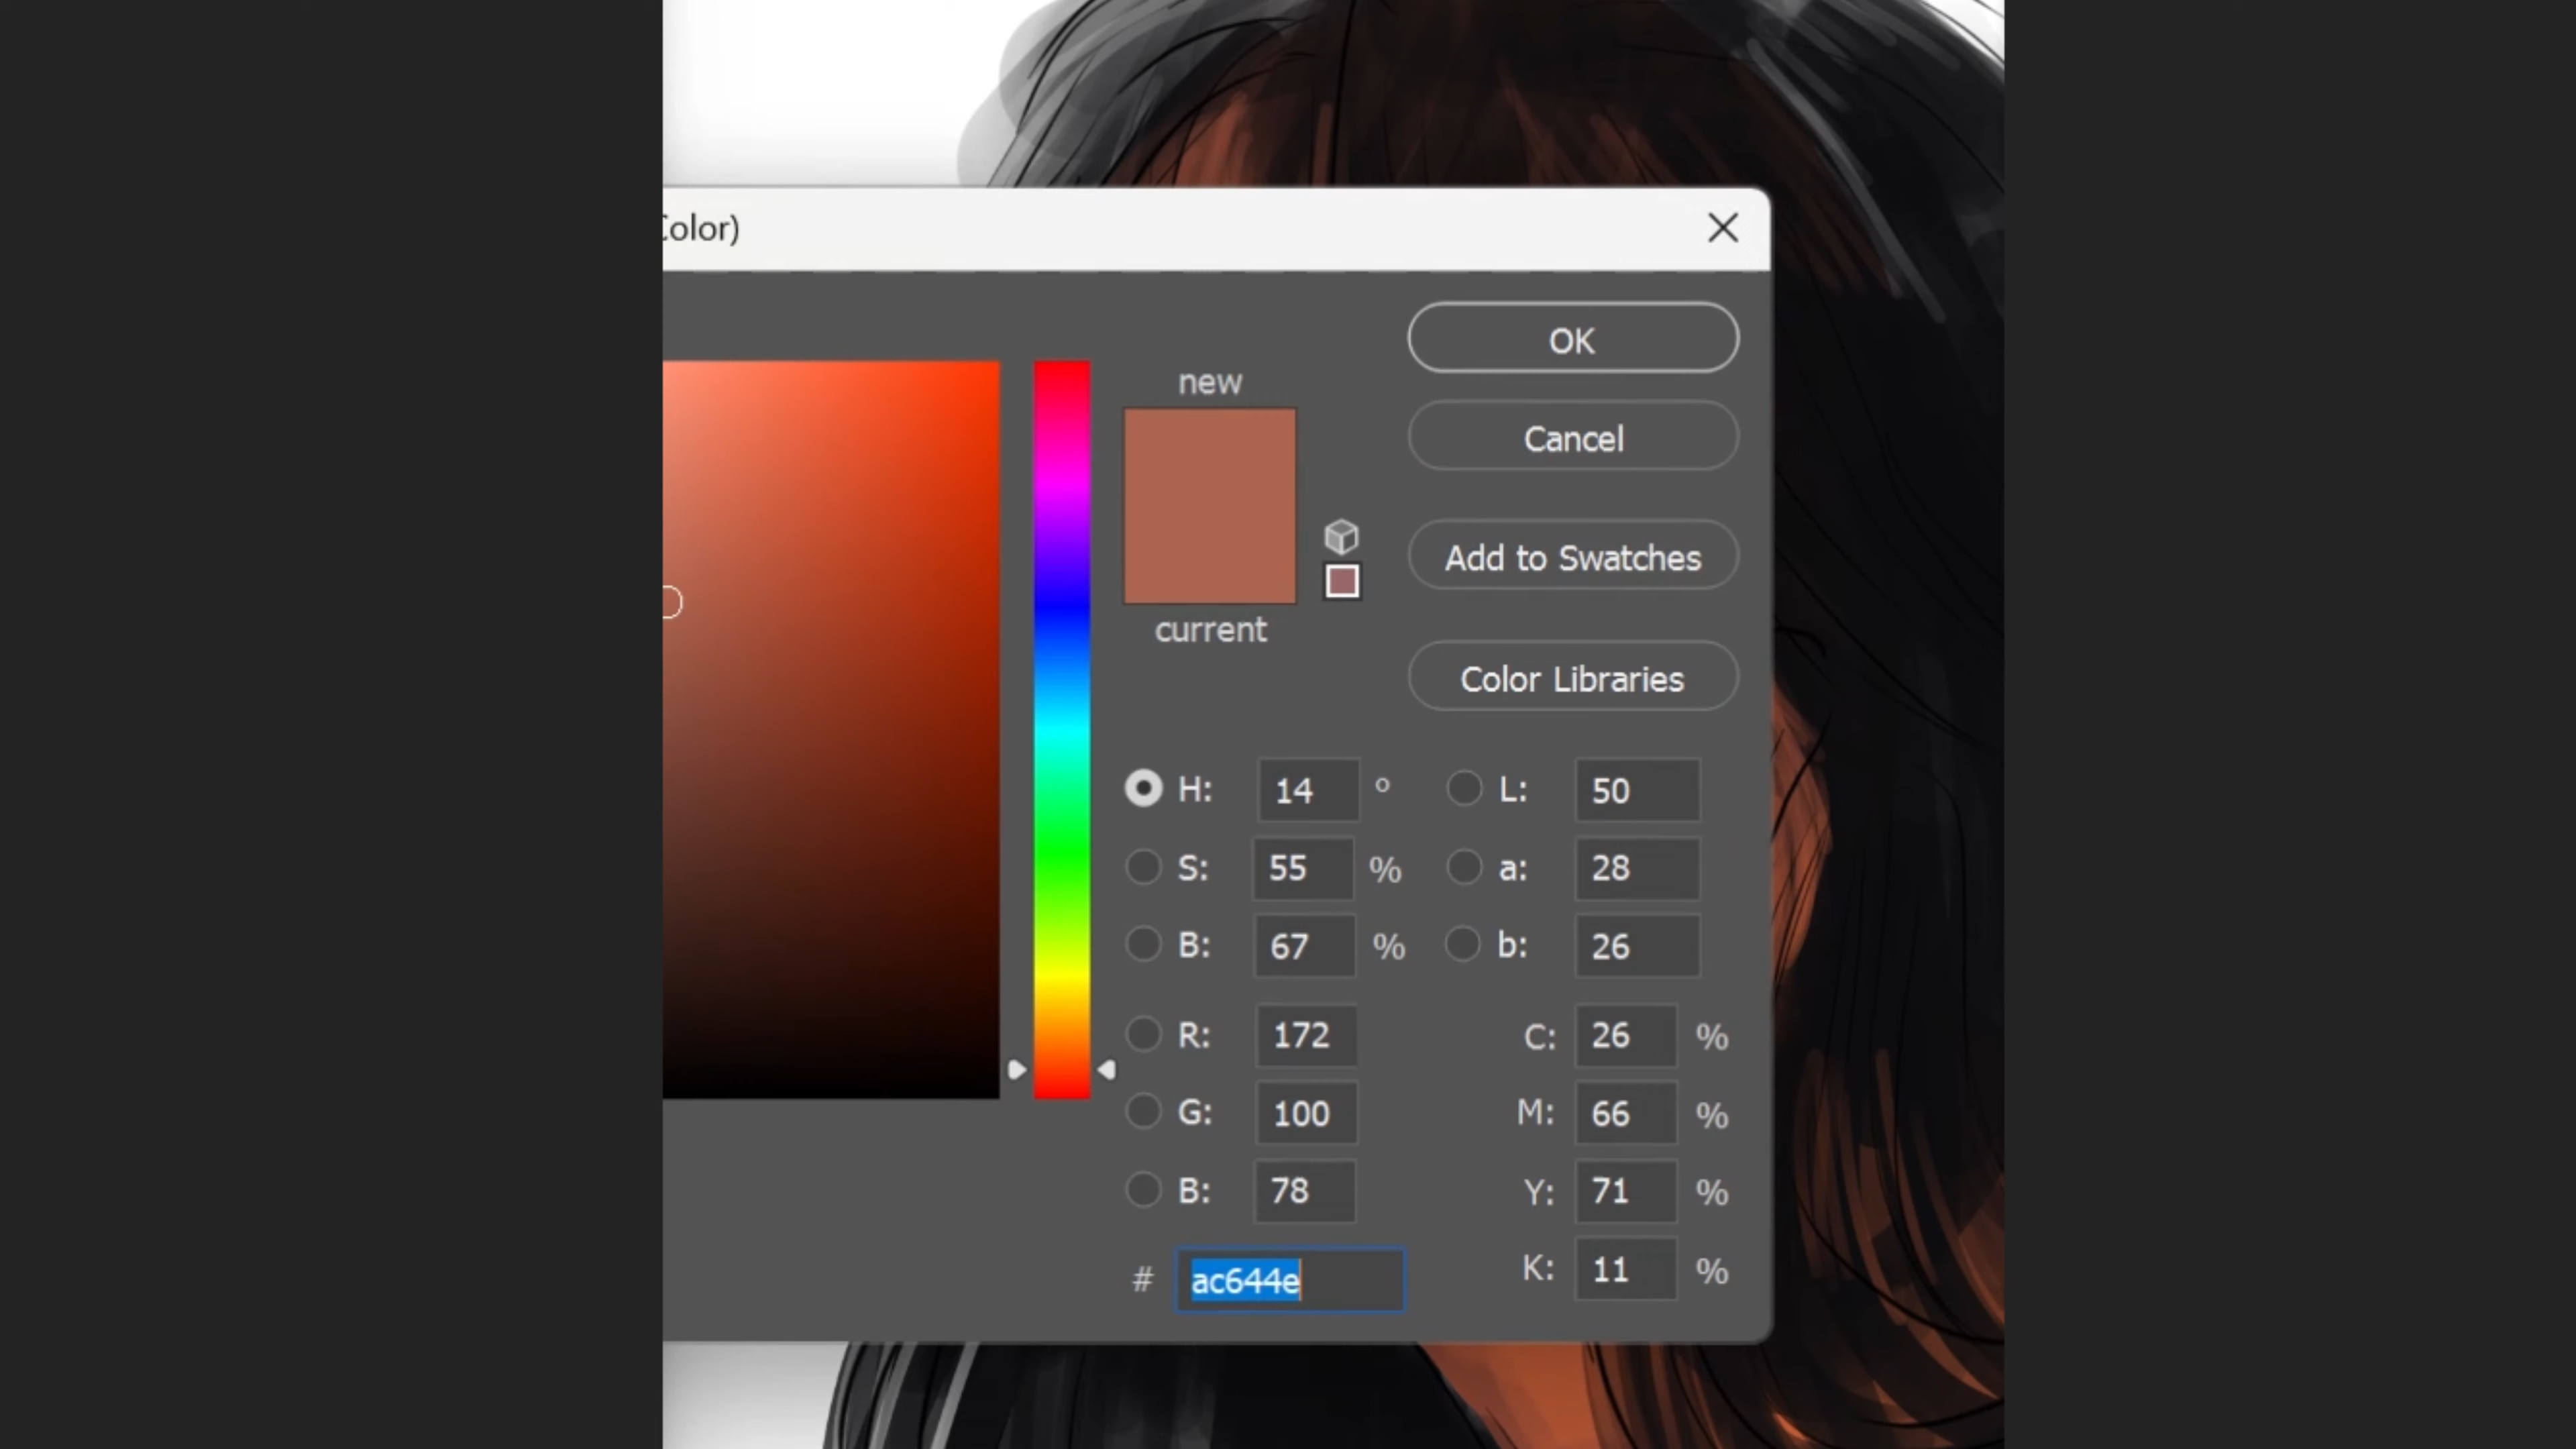 Color)
OK
new
Cancel
Add to Swatches
current
Color Libraries
H: 14 ° L: 50
S: 55 % a: 28
B: 67 % b: 26
R: 172 C: 26 %
G: 100 M: 66 %
B: 78 Y: 71 %
# ac644e K: 11 %